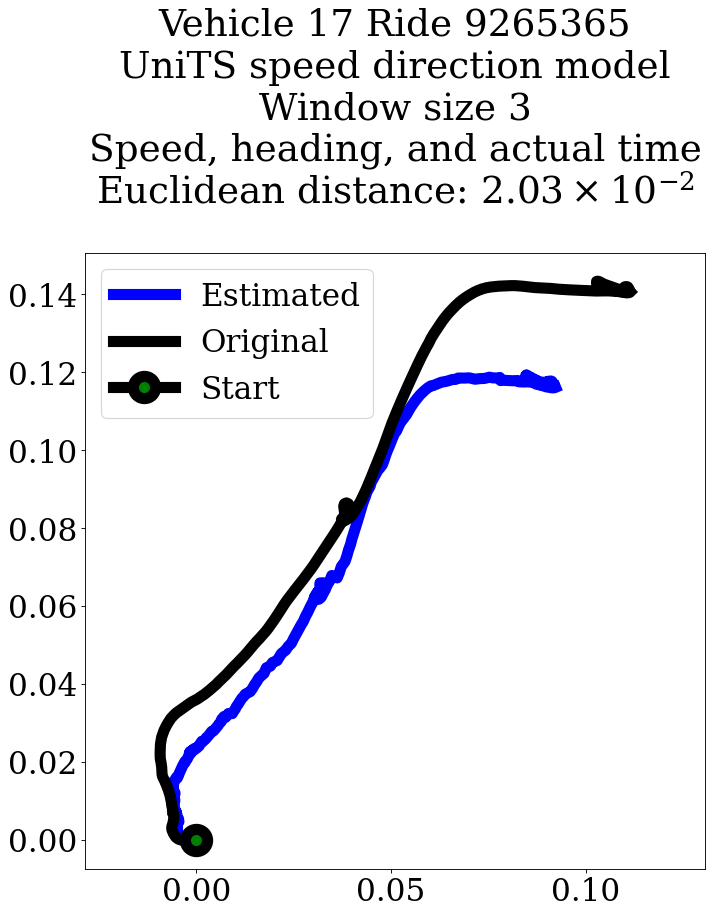 Vehicle 17 Ride 9265365
UniTS speed direction model
Window size 3
Speed, heading, and actual time
Euclidean distance: 2.03 × 10⁻²
Estimated
Original
Start
0.14
0.12
0.10
0.08
0.06
0.04
0.02
0.00
0.00 0.05 0.10